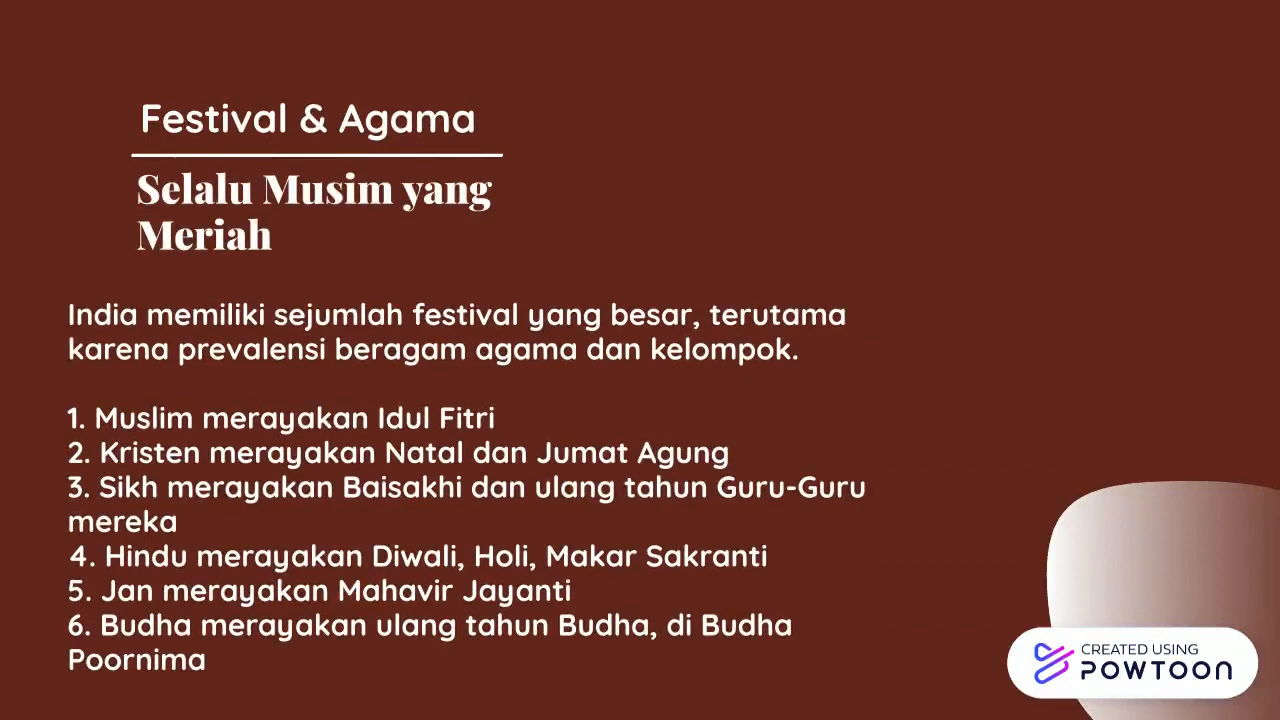 Festival & Agama
Selalu Musim yang
Meriah
India memiliki sejumlah festival yang besar, terutama
karena prevalensi beragam agama dan kelompok.
1. Muslim merayakan Idul Fitri
2. Kristen merayakan Natal dan Jumat Agung
3. Sikh merayakan Baisakhi dan ulang tahun Guru-Guru
mereka
4. Hindu merayakan Diwali, Holi, Makar Sakranti
5. Jan merayakan Mahavir Jayanti
6. Budha merayakan ulang tahun Budha, di Budha
Poornima
CREATED USING
POWTOON